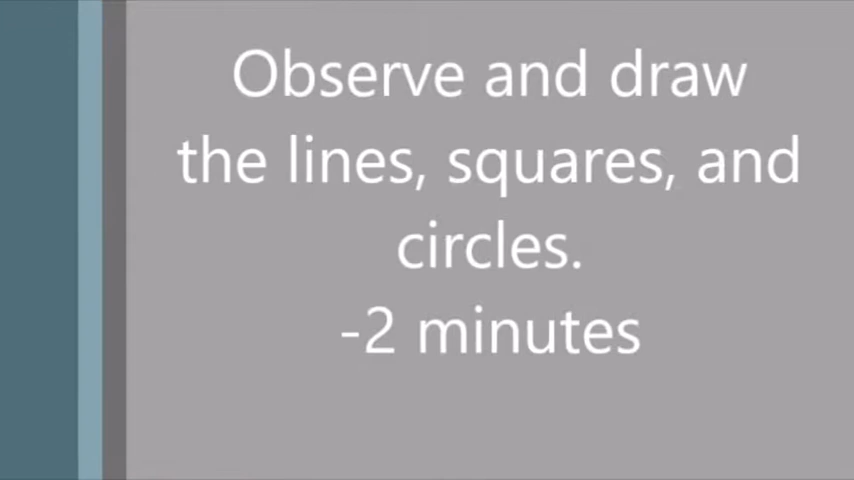 Observe and draw
the lines, squares, and
circles.
-2 minutes